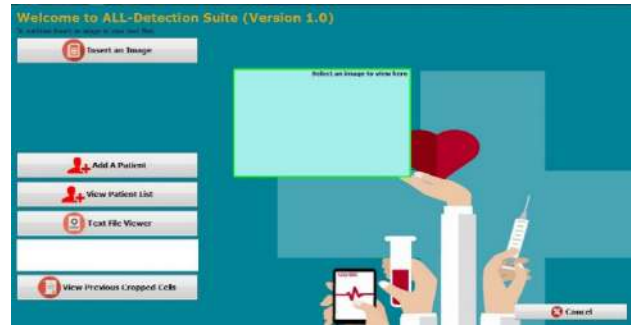 Welcome to ALL-Detection Suite (Version 1.0)
Insert an Image
Select an image to view here
Add A Patient
View Patient List
Text File Viewer
View Previous Cropped Cells
Cancel